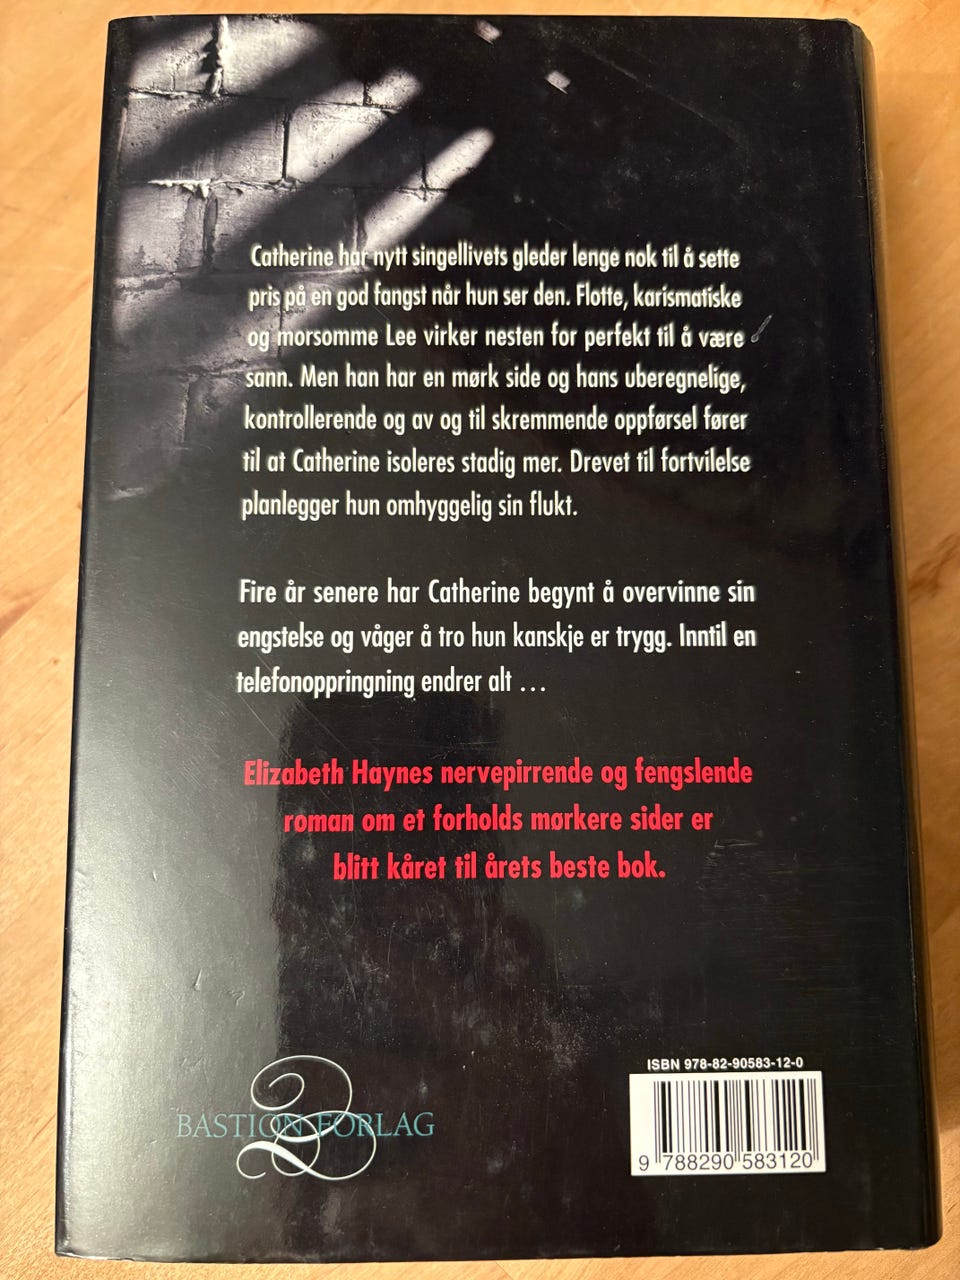 Catherine har nytt singellivets gleder lenge nok til å sette
pris på en god fangst når hun ser den. Flotte, karismatiske
og morsomme Lee virker nesten for perfekt til å være
sann. Men han har en mørk side og hans uberegnelige,
kontrollerende og av og til skremmende oppførsel fører
til at Catherine isoleres stadig mer. Drevet til fortvilelse
planlegger hun omhyggelig sin flukt.
Fire år senere har Catherine begynt å overvinne sin
engstelse og våger å tro hun kanskje er trygg. Inntil en
telefonoppringning endrer alt ...
Elizabeth Haynes nervepirrende og fengslende
roman om et forholds mørkere sider er
blitt kåret til årets beste bok.
BASTION FORLAG
ISBN 978-82-90583-12-0
9 788290 583120